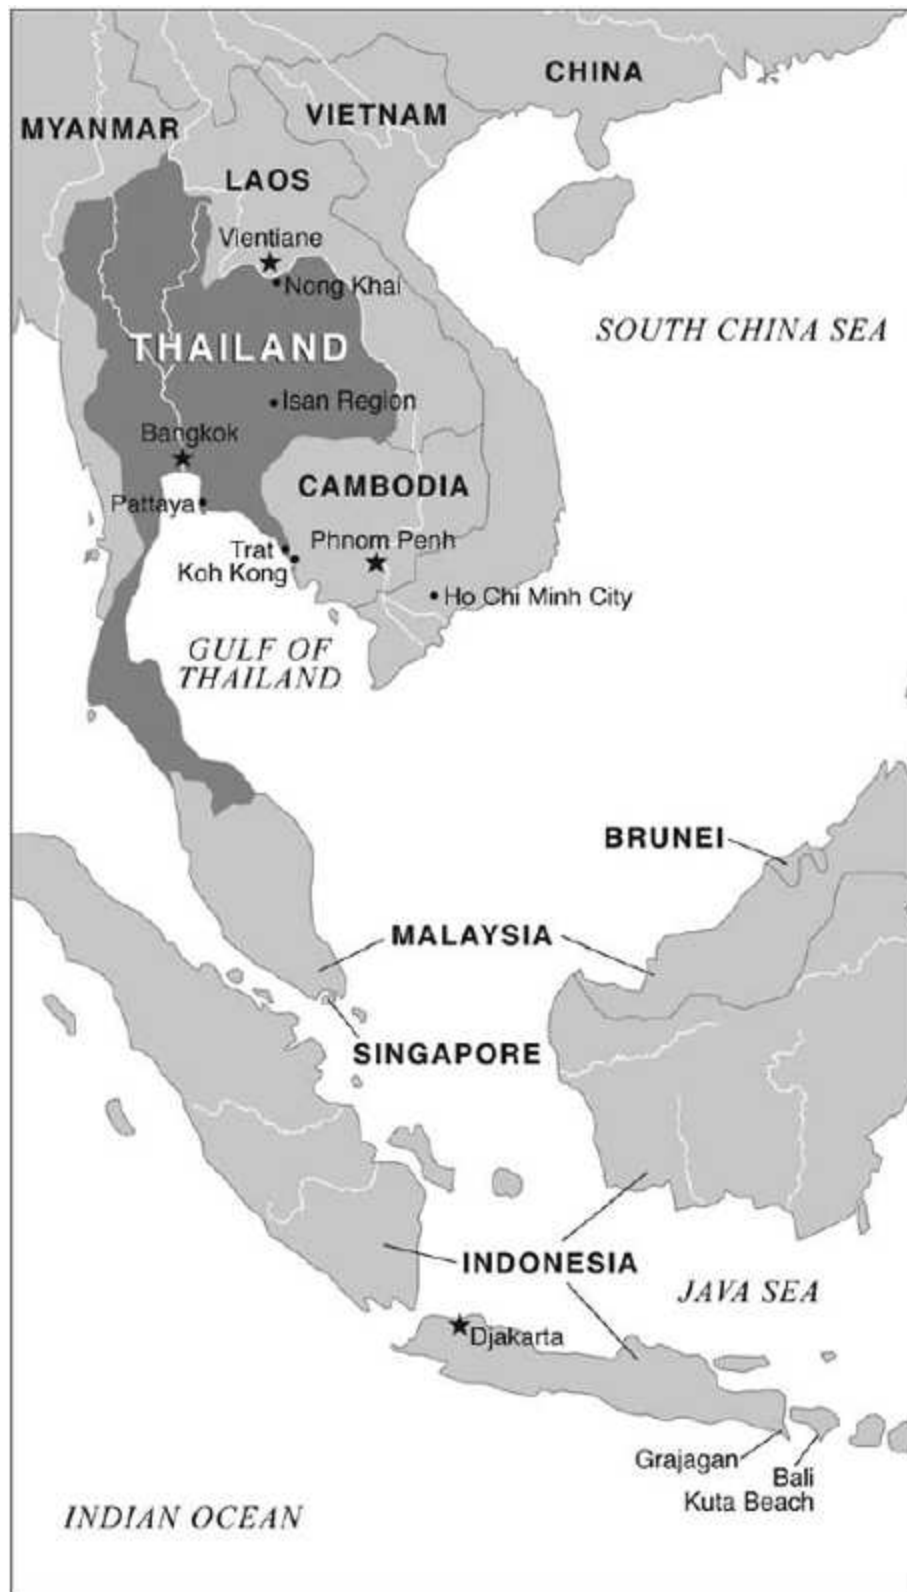 CHINA
VIETNAM
MYANMAR
LAOS
Vientiane
Nong Khai
SOUTH CHINA SEA
THAILAND
Isan Region
Bangkok
CAMBODIA
Pattaya
Phnom Penh
Trat
Koh Kong
Ho Chi Minh City
GULF OF
THAILAND
BRUNEI
MALAYSIA
SINGAPORE
INDONESIA
JAVA SEA
Djakarta
Grajagan
Bali
Kuta Beach
INDIAN OCEAN